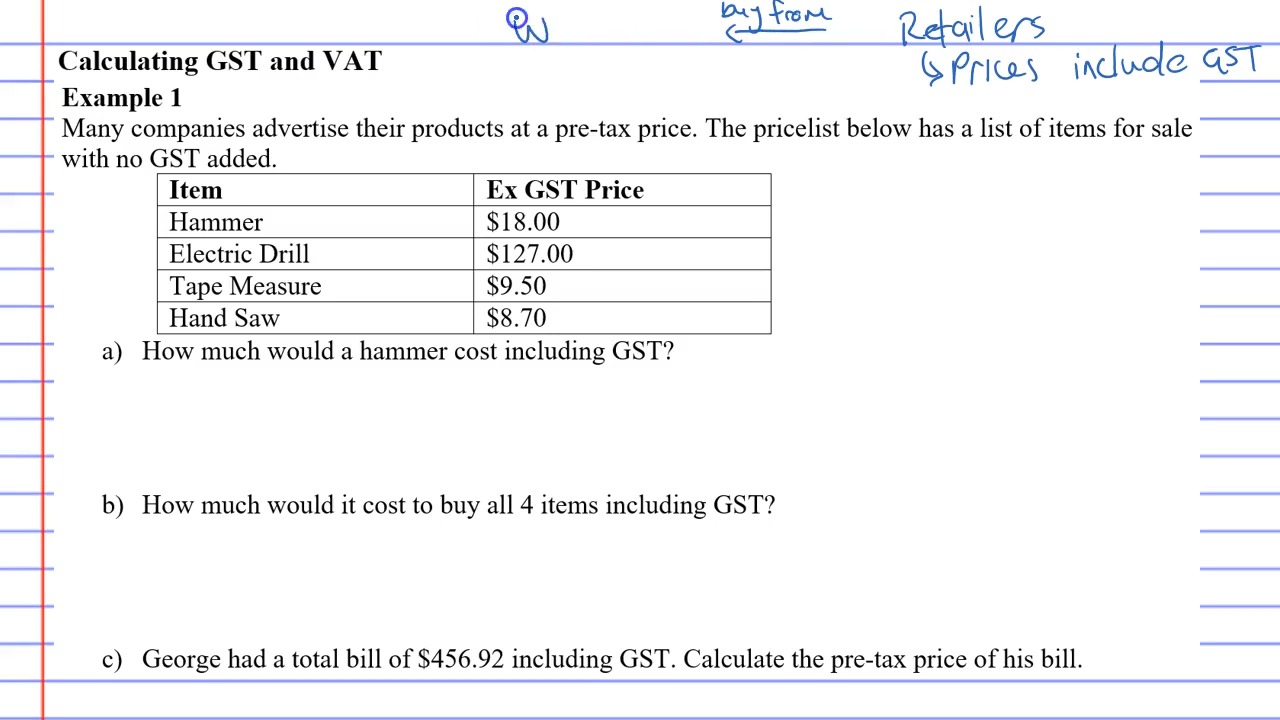 W
buy from
Retailers
Calculating GST and VAT
↳ Prices include GST
Example 1
Many companies advertise their products at a pre-tax price. The pricelist below has a list of items for sale
with no GST added.
Item Ex GST Price
Hammer $18.00
Electric Drill $127.00
Tape Measure $9.50
Hand Saw $8.70
a) How much would a hammer cost including GST?
b) How much would it cost to buy all 4 items including GST?
c) George had a total bill of $456.92 including GST. Calculate the pre-tax price of his bill.